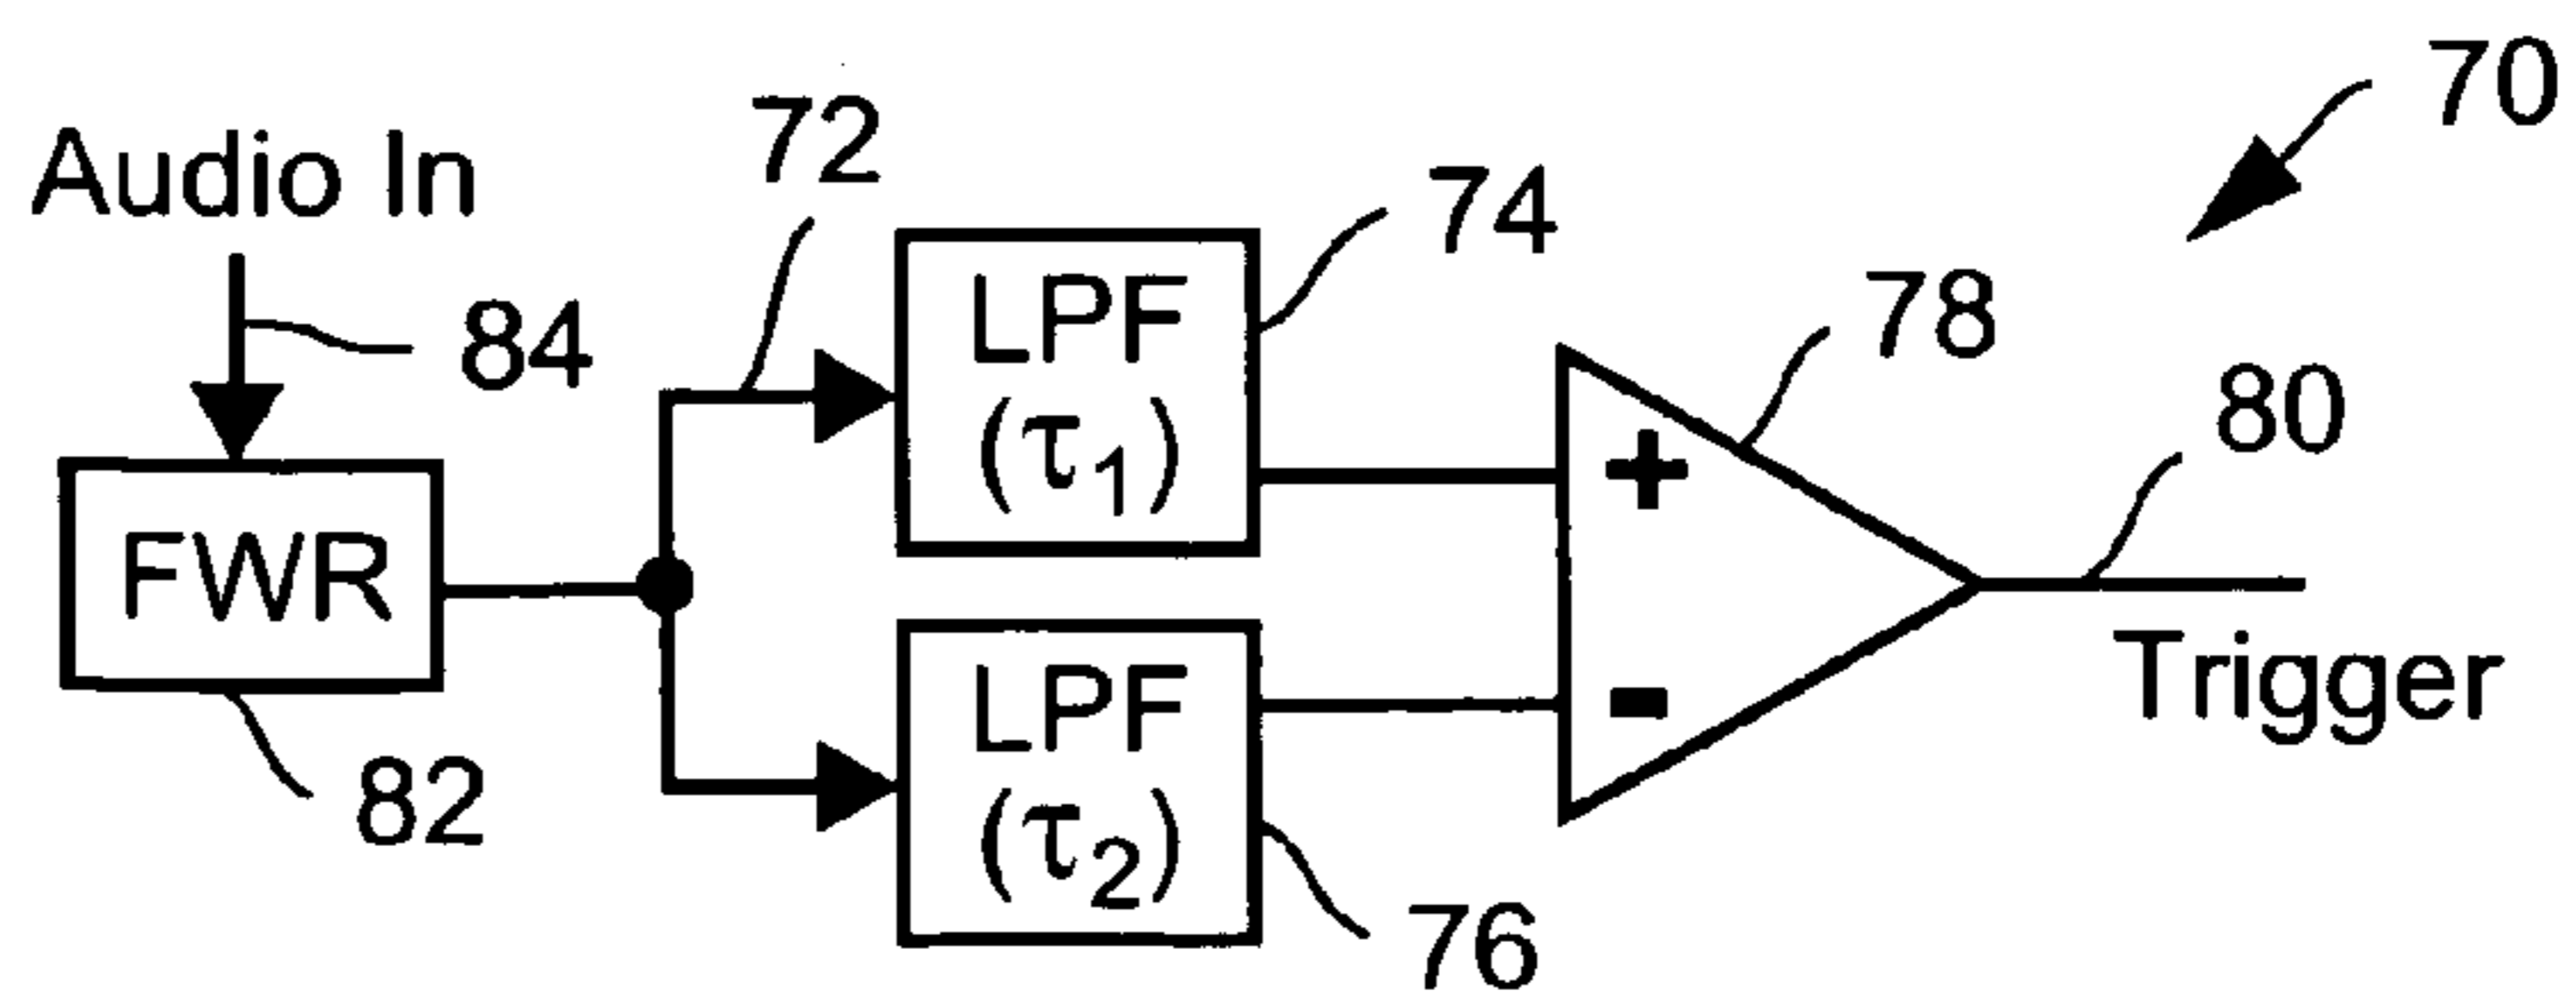 70
72
Audio In
74
78
84
LPF
(τ1)
80
+
FWR
Trigger
LPF
(τ2)
-
82
76